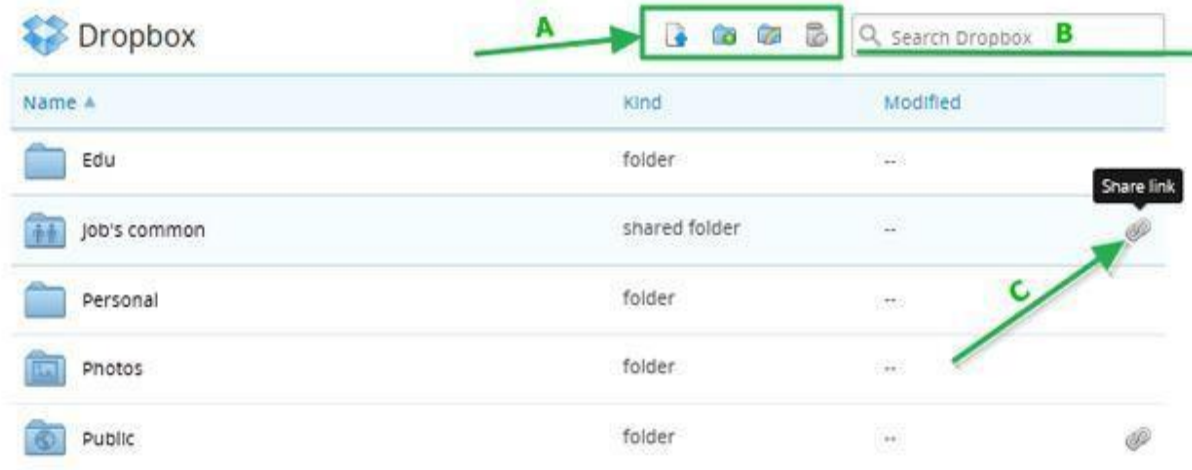 Dropbox
A
Search Dropbox B
Name Kind Modified
Edu folder --
Share link
Job's common shared folder --
C
Personal folder --
Photos folder --
Public folder --